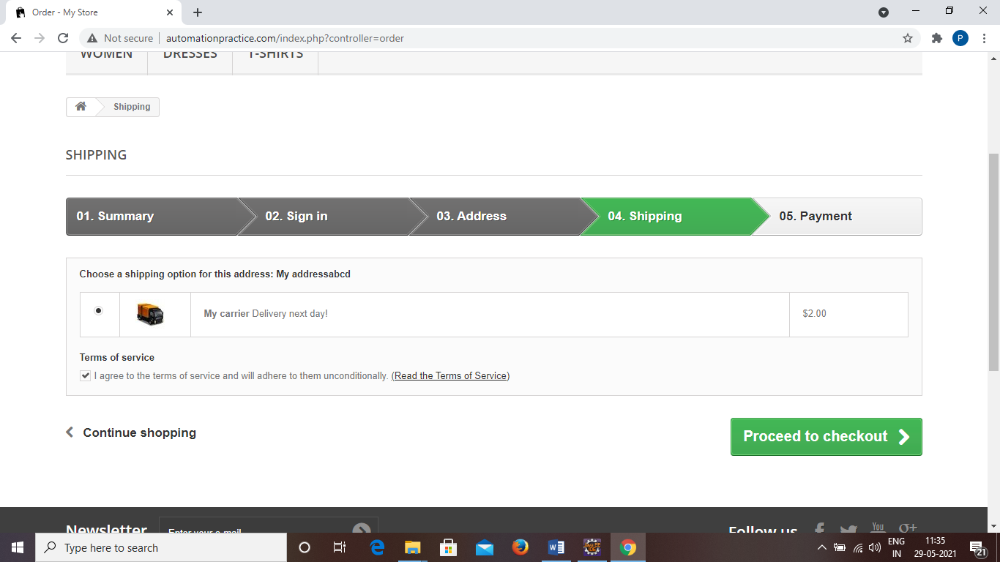 Order - My Store
Not secure automationpractice.com/index.php?controller=order
P
WOMEN DRESSES T-SHIRTS
Shipping
SHIPPING
01. Summary 02. Sign in 03. Address 04. Shipping 05. Payment
Choose a shipping option for this address: My addressabcd
My carrier Delivery next day! $2.00
Terms of service
I agree to the terms of service and will adhere to them unconditionally. (Read the Terms of Service)
Continue shopping
Proceed to checkout
Newsletter Enter your e-mail Follow us You g+
Type here to search
Java EE IDE
ENG 11:35
IN 29-05-2021 21